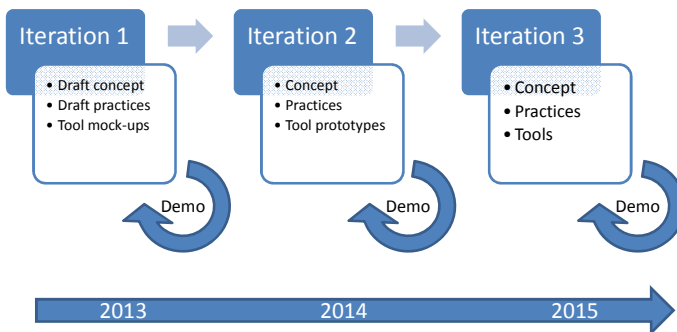 Iteration 1
• Draft concept
• Draft practices
• Tool mock-ups
Demo
Iteration 2
• Concept
• Practices
• Tool prototypes
Demo
Iteration 3
• Concept
• Practices
• Tools
Demo
2013
2014
2015